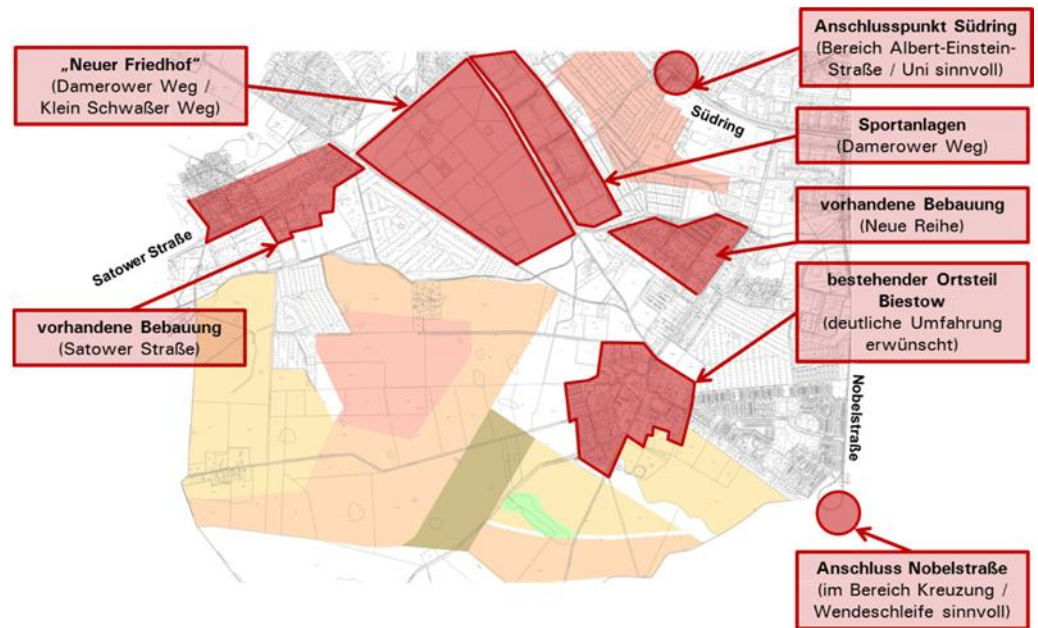 „Neuer Friedhof“
(Damerower Weg /
Klein Schwaßer Weg)
Anschlusspunkt Südring
(Bereich Albert-Einstein-
Straße / Uni sinnvoll)
Südring
Sportanlagen
(Damerower Weg)
vorhandene Bebauung
(Neue Reihe)
Satower Straße
bestehender Ortsteil
Biestow
(deutliche Umfahrung
erwünscht)
vorhandene Bebauung
(Satower Straße)
Nobelstraße
Anschluss Nobelstraße
(im Bereich Kreuzung /
Wendeschleife sinnvoll)